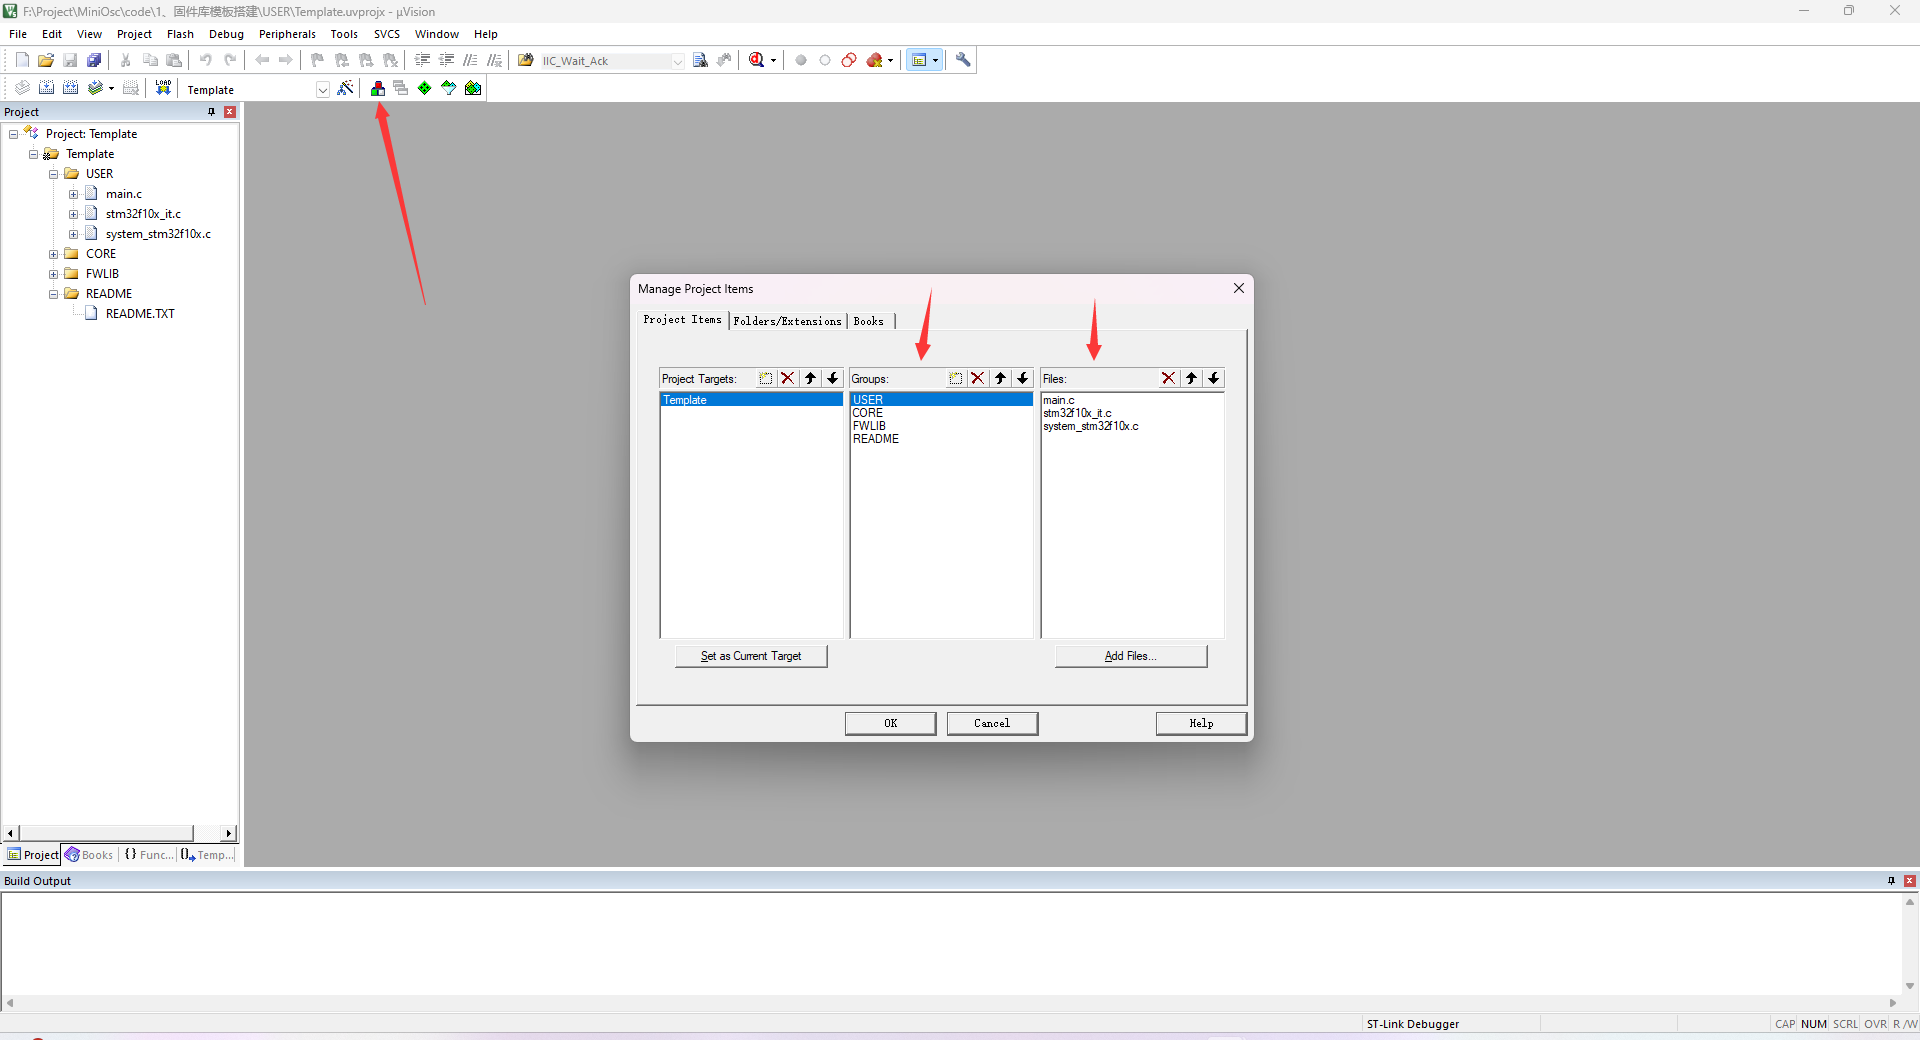 F:\Project\MiniOsc\code\1、固件库模板搭建\USER\Template.uvprojx - µVision
File Edit View Project Flash Debug Peripherals Tools SVCS Window Help
IIC_Wait_Ack
LOAD Template
Project
Project: Template
Template
USER
main.c
stm32f10x_it.c
system_stm32f10x.c
CORE
FWLIB
README
README.TXT
Manage Project Items
Project Items Folders/Extensions Books
Project Targets: Groups: Files:
Template USER main.c
CORE stm32f10x_it.c
FWLIB system_stm32f10x.c
README
Set as Current Target Add Files...
OK Cancel Help
Project Books {} Func... Temp...
Build Output
ST-Link Debugger CAP NUM SCRL OVR R/W